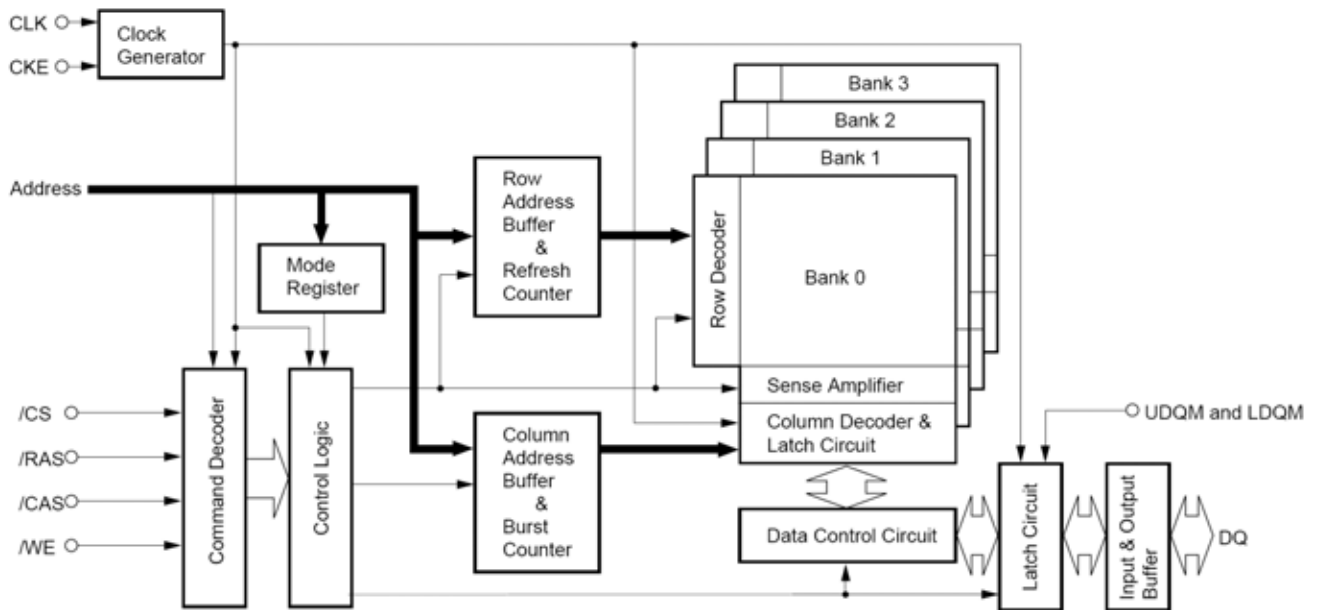 CLK
CKE
Clock
Generator
Bank 3
Bank 2
Bank 1
Bank 0
Address
Row
Address
Buffer
&
Refresh
Counter
Row Decoder
Mode
Register
Sense Amplifier
Column Decoder &
Latch Circuit
/CS
/RAS
/CAS
/WE
Command Decoder
Control Logic
Column
Address
Buffer
&
Burst
Counter
UDQM and LDQM
Data Control Circuit
Latch Circuit
Input & Output
Buffer
DQ